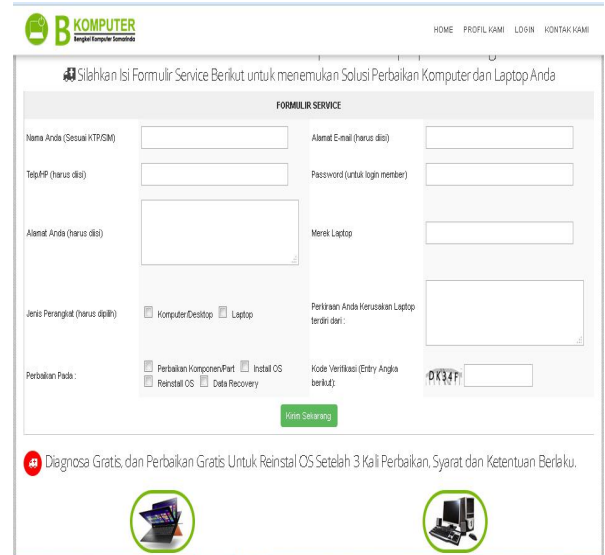 B KOMPUTER
Bengkel Komputer Samarinda
HOME PROFIL KAMI LOGIN KONTAK KAMI
Silahkan Isi Formulir Service Berikut untuk menemukan Solusi Perbaikan Komputer dan Laptop Anda
FORMULIR SERVICE
Nama Anda (Sesuai KTP/SIM)
Alamat E-mail (harus diisi)
Telp/HP (harus diisi)
Password (untuk login member)
Alamat Anda (harus diisi)
Merek Laptop
Jenis Perangkat (harus dipilih)
Komputer/Desktop Laptop
Perkiraan Anda Kerusakan Laptop
terdiri dari :
Perbaikan Pada :
Perbaikan Komponen/Part Install OS
Reinstall OS Data Recovery
Kode Verifikasi (Entry Angka
berikut):
DK34F
Kirim Sekarang
Diagnosa Gratis, dan Perbaikan Gratis Untuk Reinstal OS Setelah 3 Kali Perbaikan, Syarat dan Ketentuan Berlaku.